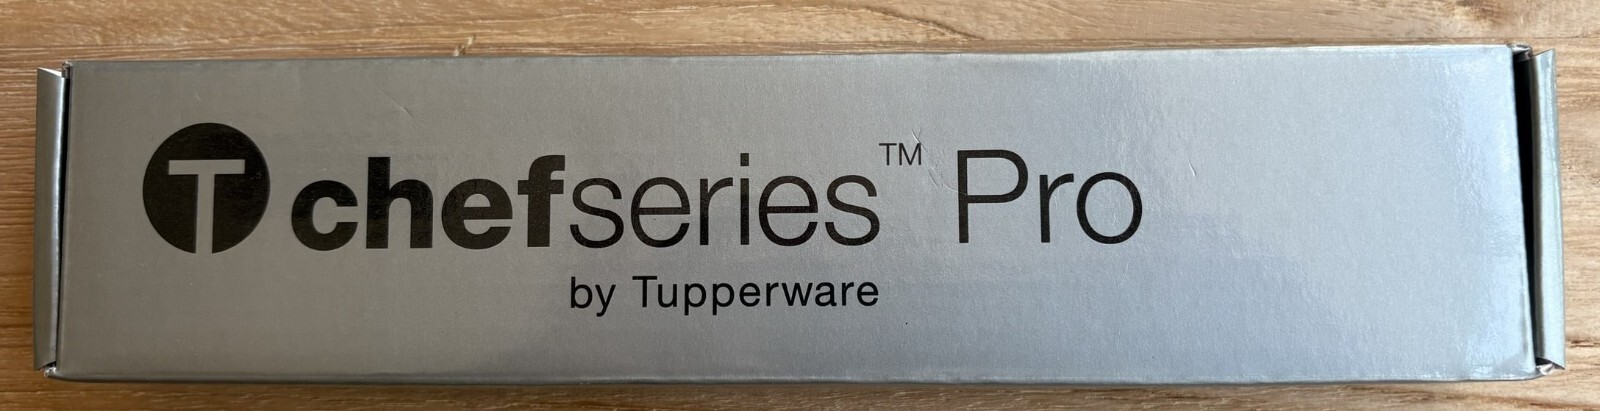 T chefseries™ Pro
by Tupperware